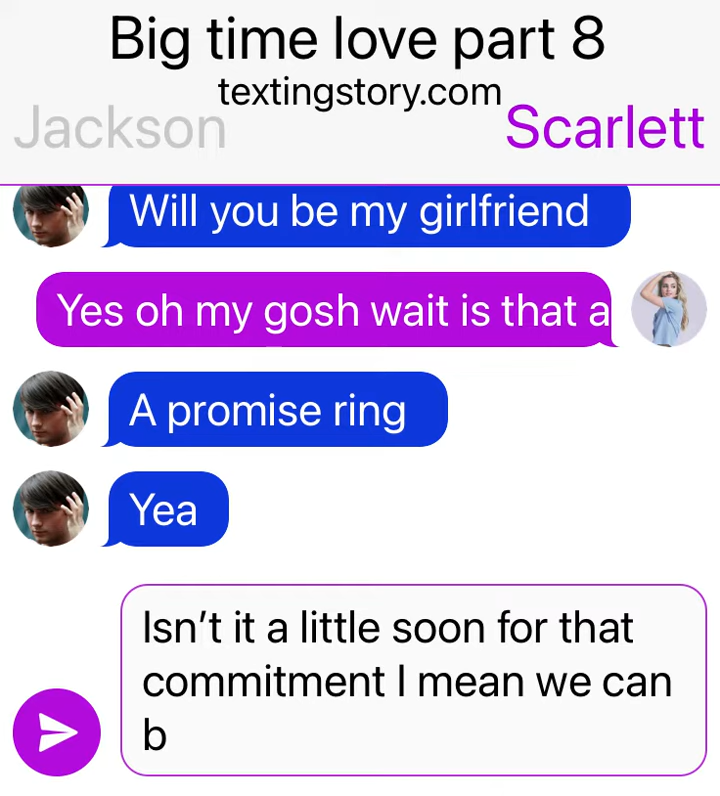 Big time love part 8
textingstory.com
Jackson
Scarlett
Will you be my girlfriend
Yes oh my gosh wait is that a
A promise ring
Yea
Isn’t it a little soon for that
commitment I mean we can
b